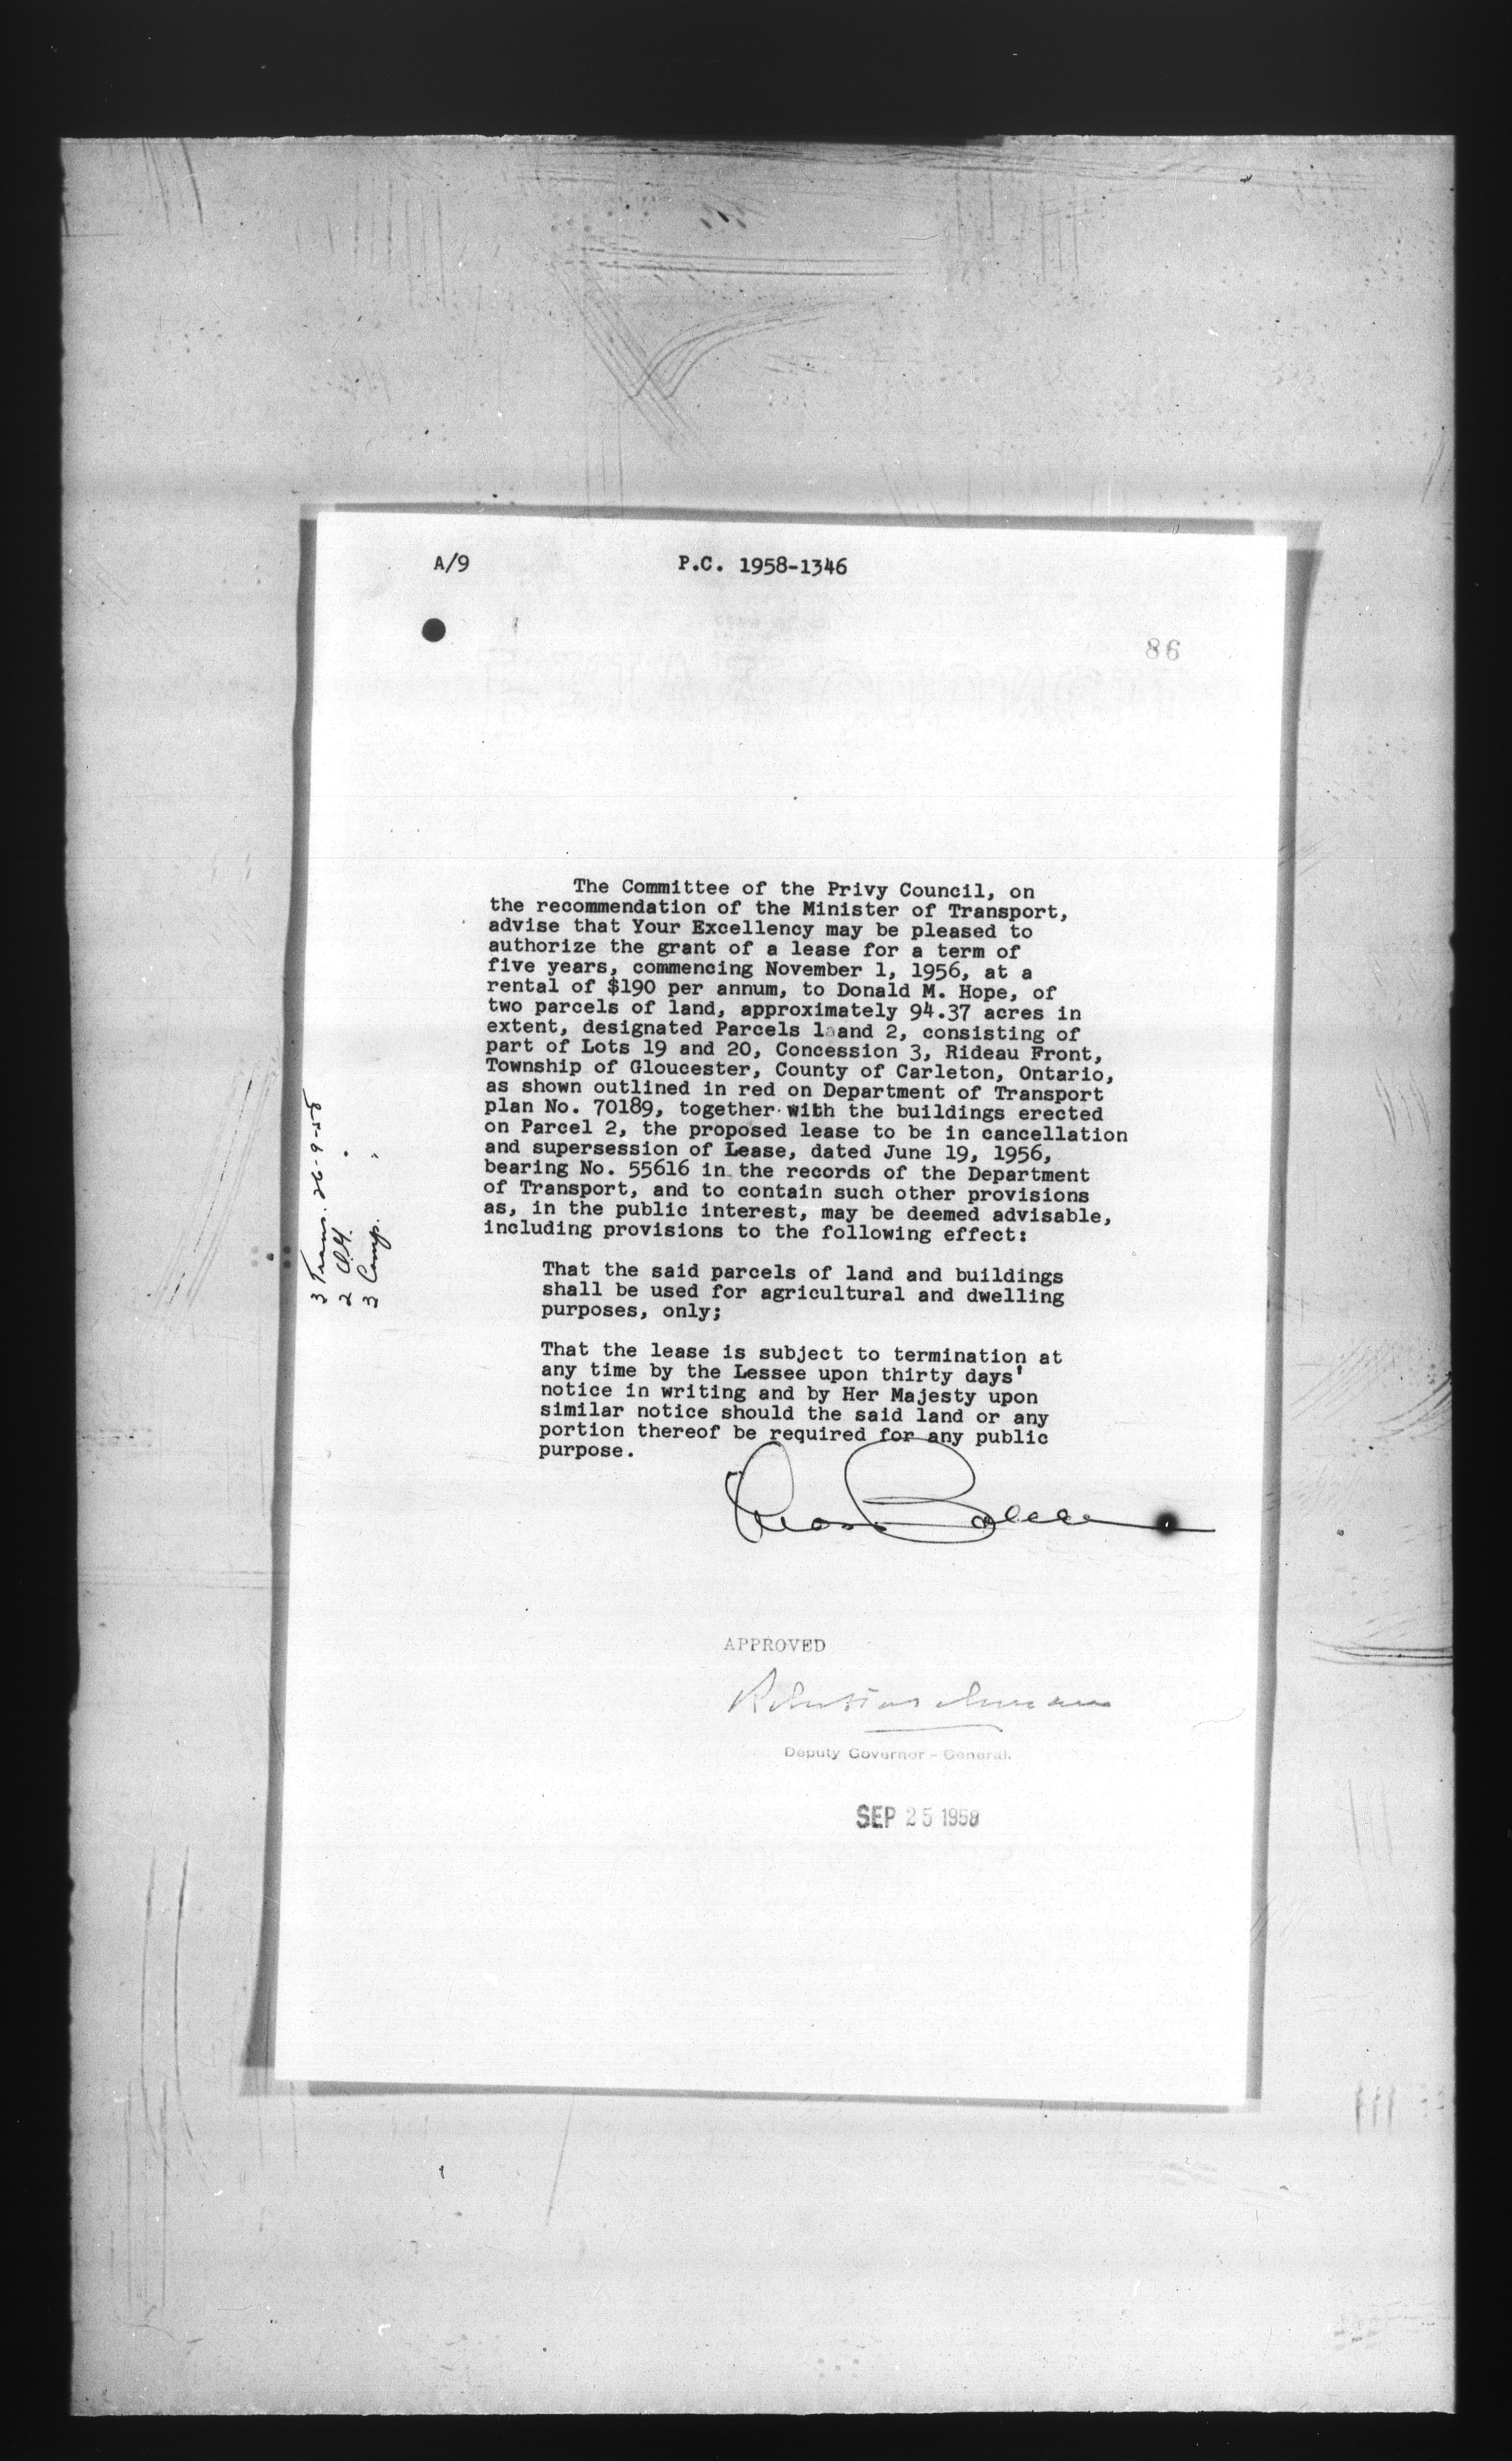 A/9
P.C. 1958-1346
86
The Committee of the Privy Council, on
the recommendation of the Minister of Transport,
advise that Your Excellency may be pleased to
authorize the grant of a lease for a term of
five years, commencing November 1, 1956, at a
rental of $190 per annum, to Donald M. Hope, of
two parcels of land, approximately 94.37 acres in
extent, designated Parcels 1 and 2, consisting of
part of Lots 19 and 20, Concession 3, Rideau Front,
Township of Gloucester, County of Carleton, Ontario,
as shown outlined in red on Department of Transport
plan No. 70189, together with the buildings erected
on Parcel 2, the proposed lease to be in cancellation
and supersession of Lease, dated June 19, 1956,
bearing No. 55616 in the records of the Department
of Transport, and to contain such other provisions
as, in the public interest, may be deemed advisable,
including provisions to the following effect:
That the said parcels of land and buildings
shall be used for agricultural and dwelling
purposes, only;
That the lease is subject to termination at
any time by the Lessee upon thirty days'
notice in writing and by Her Majesty upon
similar notice should the said land or any
portion thereof be required for any public
purpose.
3 Trans. 26-9-58
2
3 Comp.
APPROVED
Deputy Governor - General.
SEP 25 1958